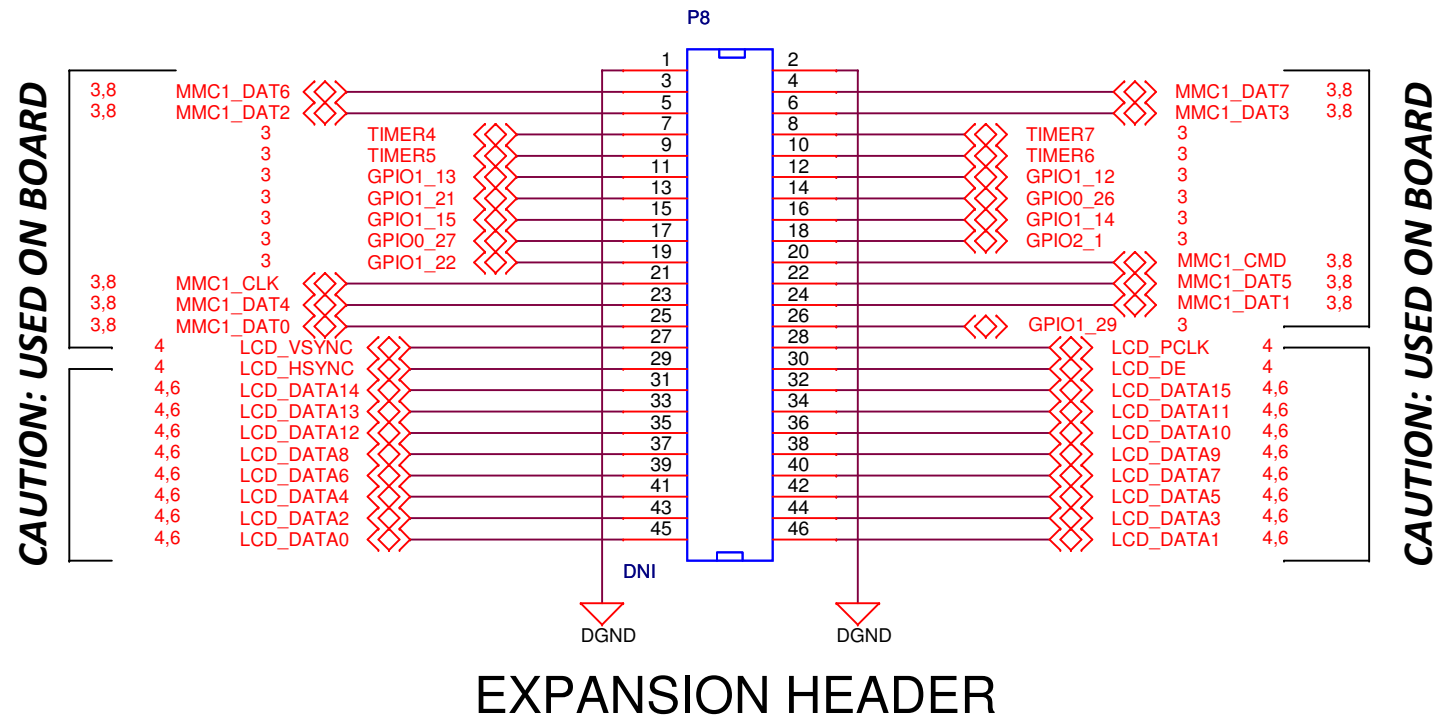 P8
1 2
3,8 MMC1_DAT6 3 4 MMC1_DAT7 3,8
3,8 MMC1_DAT2 5 6 MMC1_DAT3 3,8
3 TIMER4 7 8 TIMER7 3
3 TIMER5 9 10 TIMER6 3
3 GPIO1_13 11 12 GPIO1_12 3
3 GPIO1_21 13 14 GPIO0_26 3
3 GPIO1_15 15 16 GPIO1_14 3
3 GPIO0_27 17 18 GPIO2_1 3
3 GPIO1_22 19 20 MMC1_CMD 3,8
3,8 MMC1_CLK 21 22 MMC1_DAT5 3,8
3,8 MMC1_DAT4 23 24 MMC1_DAT1 3,8
3,8 MMC1_DAT0 25 26 GPIO1_29 3
4 LCD_VSYNC 27 28 LCD_PCLK 4
4 LCD_HSYNC 29 30 LCD_DE 4
4,6 LCD_DATA14 31 32 LCD_DATA15 4,6
4,6 LCD_DATA13 33 34 LCD_DATA11 4,6
4,6 LCD_DATA12 35 36 LCD_DATA10 4,6
4,6 LCD_DATA8 37 38 LCD_DATA9 4,6
4,6 LCD_DATA6 39 40 LCD_DATA7 4,6
4,6 LCD_DATA4 41 42 LCD_DATA5 4,6
4,6 LCD_DATA2 43 44 LCD_DATA3 4,6
4,6 LCD_DATA0 45 46 LCD_DATA1 4,6
CAUTION: USED ON BOARD
CAUTION: USED ON BOARD
DNI
DGND DGND
EXPANSION HEADER